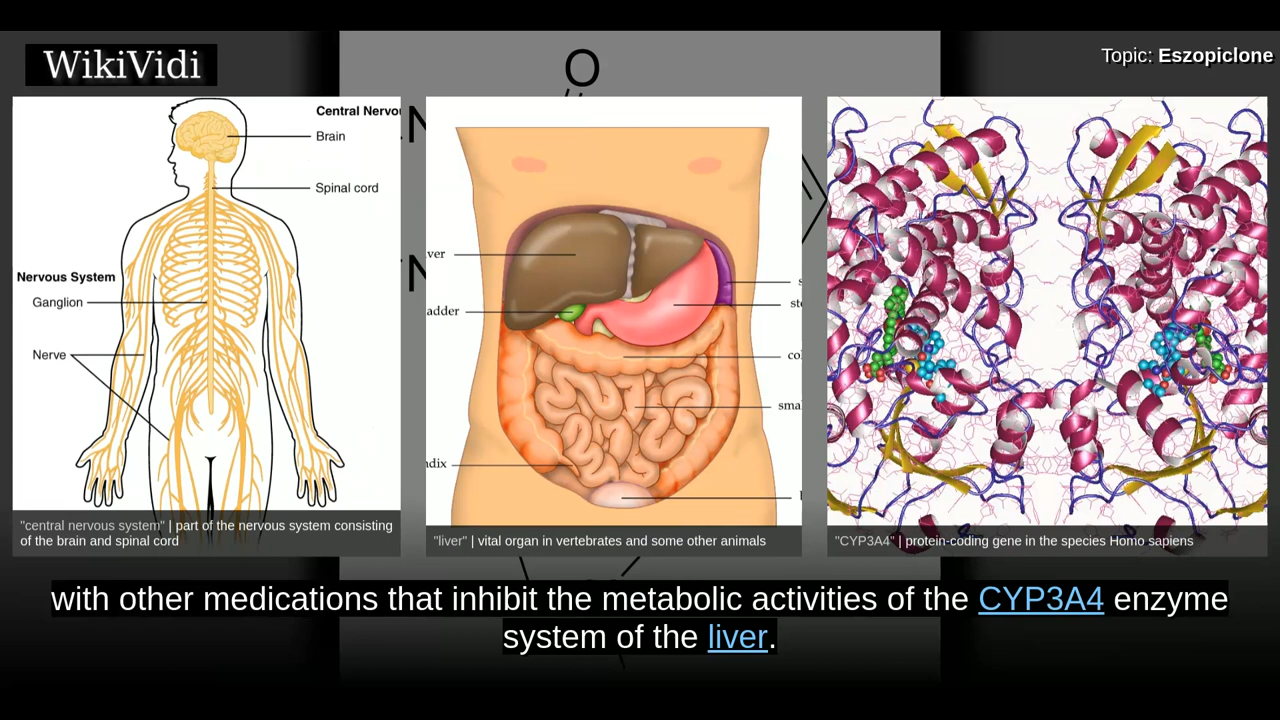 WikiVidi
Topic: Eszopiclone
O
N
N
Central Nervou
Brain
Spinal cord
Nervous System
Ganglion
Nerve
"central nervous system" | part of the nervous system consisting
of the brain and spinal cord
ver
adder
ndix
s
sto
col
sma
"liver" | vital organ in vertebrates and some other animals
"CYP3A4" | protein-coding gene in the species Homo sapiens
with other medications that inhibit the metabolic activities of the CYP3A4 enzyme
system of the liver.